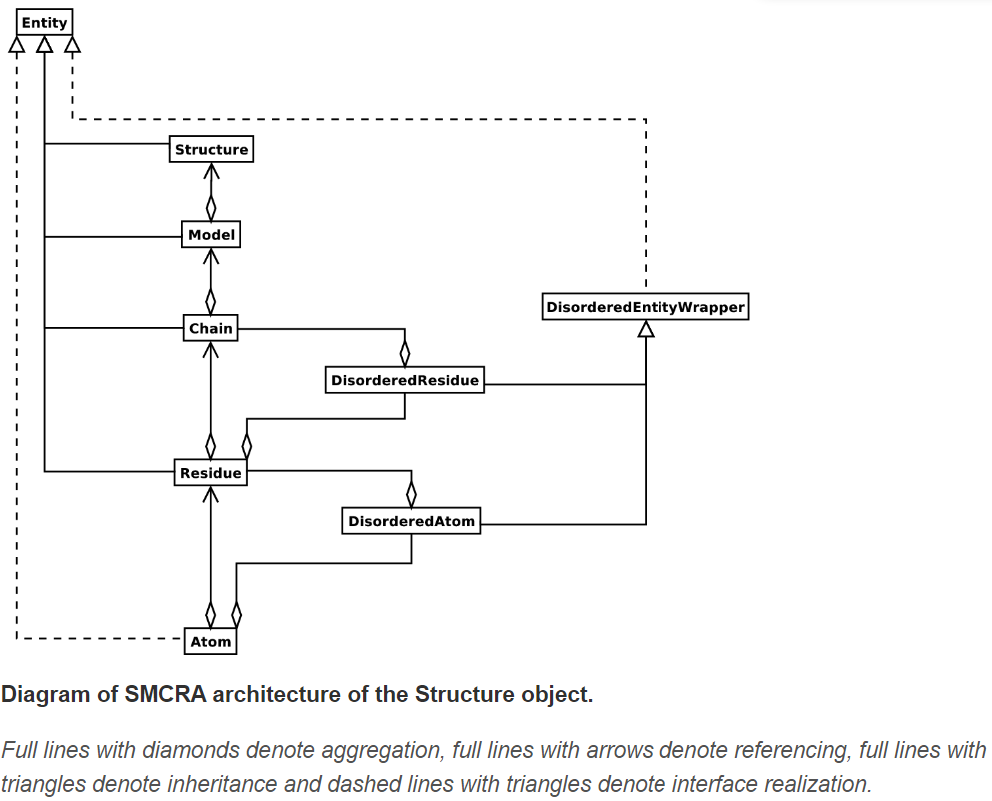 Entity
Structure
Model
Chain
DisorderedEntityWrapper
DisorderedResidue
Residue
DisorderedAtom
Atom
Diagram of SMCRA architecture of the Structure object.
Full lines with diamonds denote aggregation, full lines with arrows denote referencing, full lines with
triangles denote inheritance and dashed lines with triangles denote interface realization.